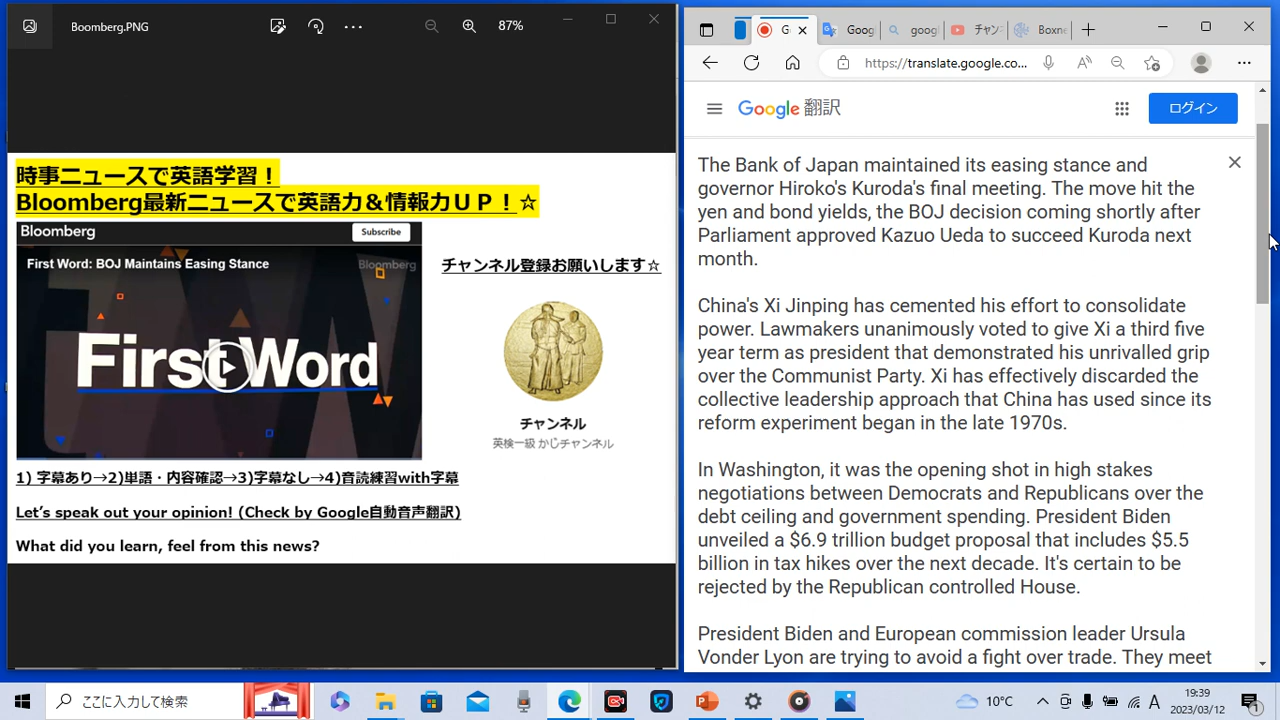 Boomberg.PNG
87%
時事ニュースで英語学習！
Bloomberg最新ニュースで英語力＆情報力ＵＰ！☆
Bloomberg
Subscribe
First Word: BOJ Maintains Easing Stance
Bloomberg
First Word
チャンネル登録お願いします☆
チャンネル
英検一級 かじチャンネル
1) 字幕あり→2)単語・内容確認→3)字幕なし→4)音読練習with字幕
Let's speak out your opinion! (Check by Google自動音声翻訳)
What did you learn, feel from this news?
G
Googl
googl
チャン
Boxne
https://translate.google.co...
Google 翻訳
ログイン
The Bank of Japan maintained its easing stance and
governor Hiroko's Kuroda's final meeting. The move hit the
yen and bond yields, the BOJ decision coming shortly after
Parliament approved Kazuo Ueda to succeed Kuroda next
month.
China's Xi Jinping has cemented his effort to consolidate
power. Lawmakers unanimously voted to give Xi a third five
year term as president that demonstrated his unrivalled grip
over the Communist Party. Xi has effectively discarded the
collective leadership approach that China has used since its
reform experiment began in the late 1970s.
In Washington, it was the opening shot in high stakes
negotiations between Democrats and Republicans over the
debt ceiling and government spending. President Biden
unveiled a $6.9 trillion budget proposal that includes $5.5
billion in tax hikes over the next decade. It's certain to be
rejected by the Republican controlled House.
President Biden and European commission leader Ursula
Vonder Lyon are trying to avoid a fight over trade. They meet
ここに入力して検索
10°C
A
19:39
2023/03/12
1